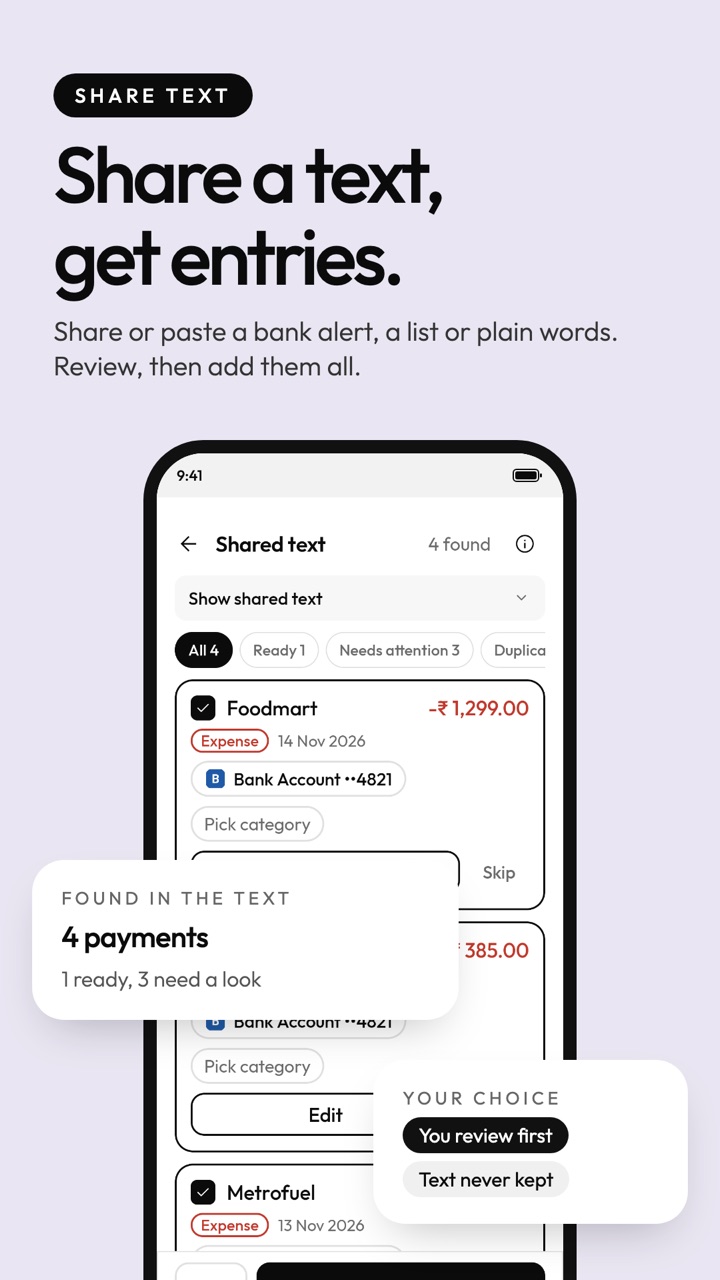 SHARE TEXT
Share a text,
get entries.
Share or paste a bank alert, a list or plain words.
Review, then add them all.
9:41
Shared text 4 found
Show shared text
All 4 Ready 1 Needs attention 3 Duplica
Foodmart -₹ 1,299.00
Expense 14 Nov 2026
B Bank Account ••4821
Pick category
Skip
FOUND IN THE TEXT
4 payments
1 ready, 3 need a look
385.00
B Bank Account ••4821
Pick category
Edit
YOUR CHOICE
You review first
Text never kept
Metrofuel
Expense 13 Nov 2026